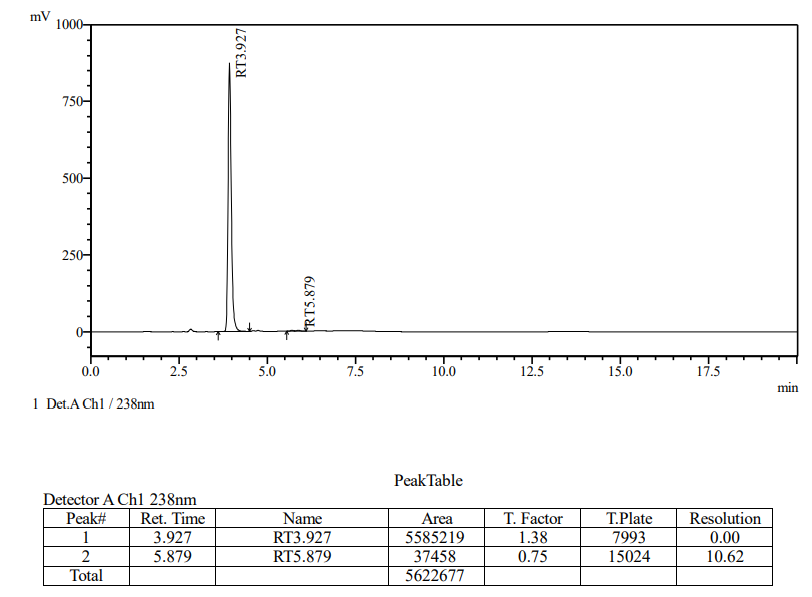 mV
1000
RT3.927
750
500
250
RT5.879
0
0.0 2.5 5.0 7.5 10.0 12.5 15.0 17.5
min
1 Det.A Ch1 / 238nm
PeakTable
Detector A Ch1 238nm
Peak# Ret. Time Name Area T. Factor T.Plate Resolution
1 3.927 RT3.927 5585219 1.38 7993 0.00
2 5.879 RT5.879 37458 0.75 15024 10.62
Total 5622677